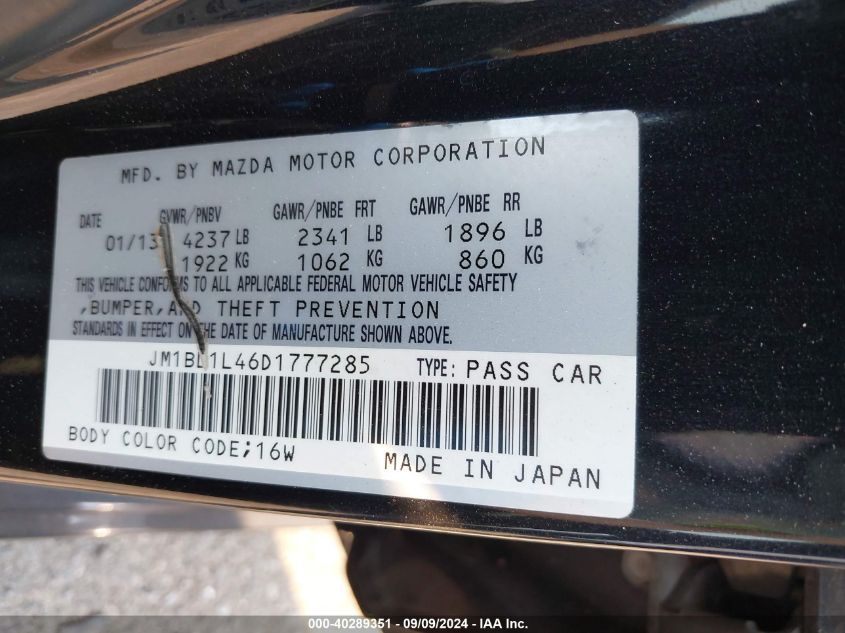 MFD. BY MAZDA MOTOR CORPORATION
DATE GVWR/PNBV GAWR/PNBE FRT GAWR/PNBE RR
01/13 4237 LB 2341 LB 1896 LB
1922 KG 1062 KG 860 KG
THIS VEHICLE CONFORMS TO ALL APPLICABLE FEDERAL MOTOR VEHICLE SAFETY
,BUMPER,AND THEFT PREVENTION
STANDARDS IN EFFECT ON THE DATE OF MANUFACTURE SHOWN ABOVE.
JM1BL1L46D1777285 TYPE: PASS CAR
BODY COLOR CODE;16W
MADE IN JAPAN
000-40289351 - 09/09/2024 - IAA Inc.